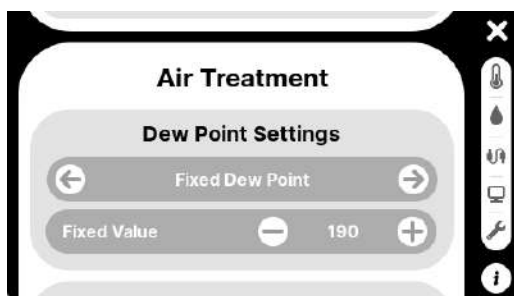 Air Treatment
Dew Point Settings
Fixed Dew Point
Fixed Value 190
i